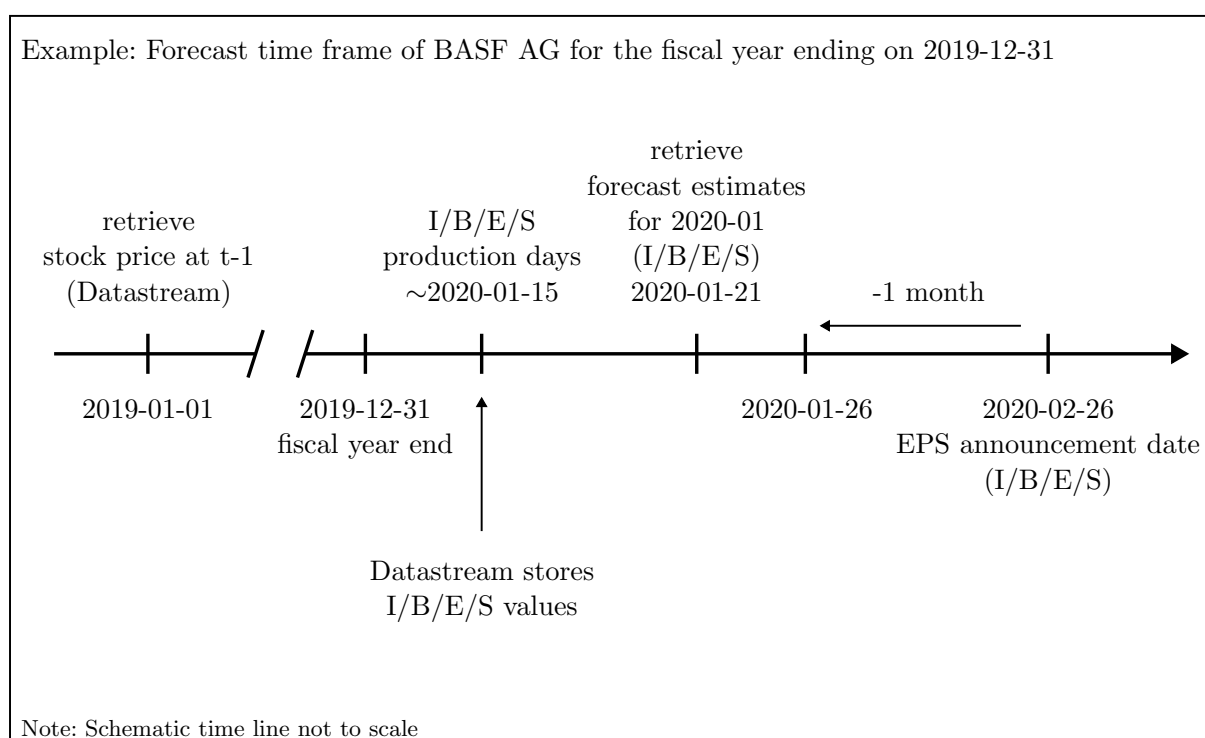 Example: Forecast time frame of BASF AG for the fiscal year ending on 2019-12-31
retrieve
stock price at t-1
(Datastream)
I/B/E/S
production days
∼2020-01-15
retrieve
forecast estimates
for 2020-01
(I/B/E/S)
2020-01-21
-1 month
2019-01-01
2019-12-31
fiscal year end
2020-01-26
2020-02-26
EPS announcement date
(I/B/E/S)
Datastream stores
I/B/E/S values
Note: Schematic time line not to scale